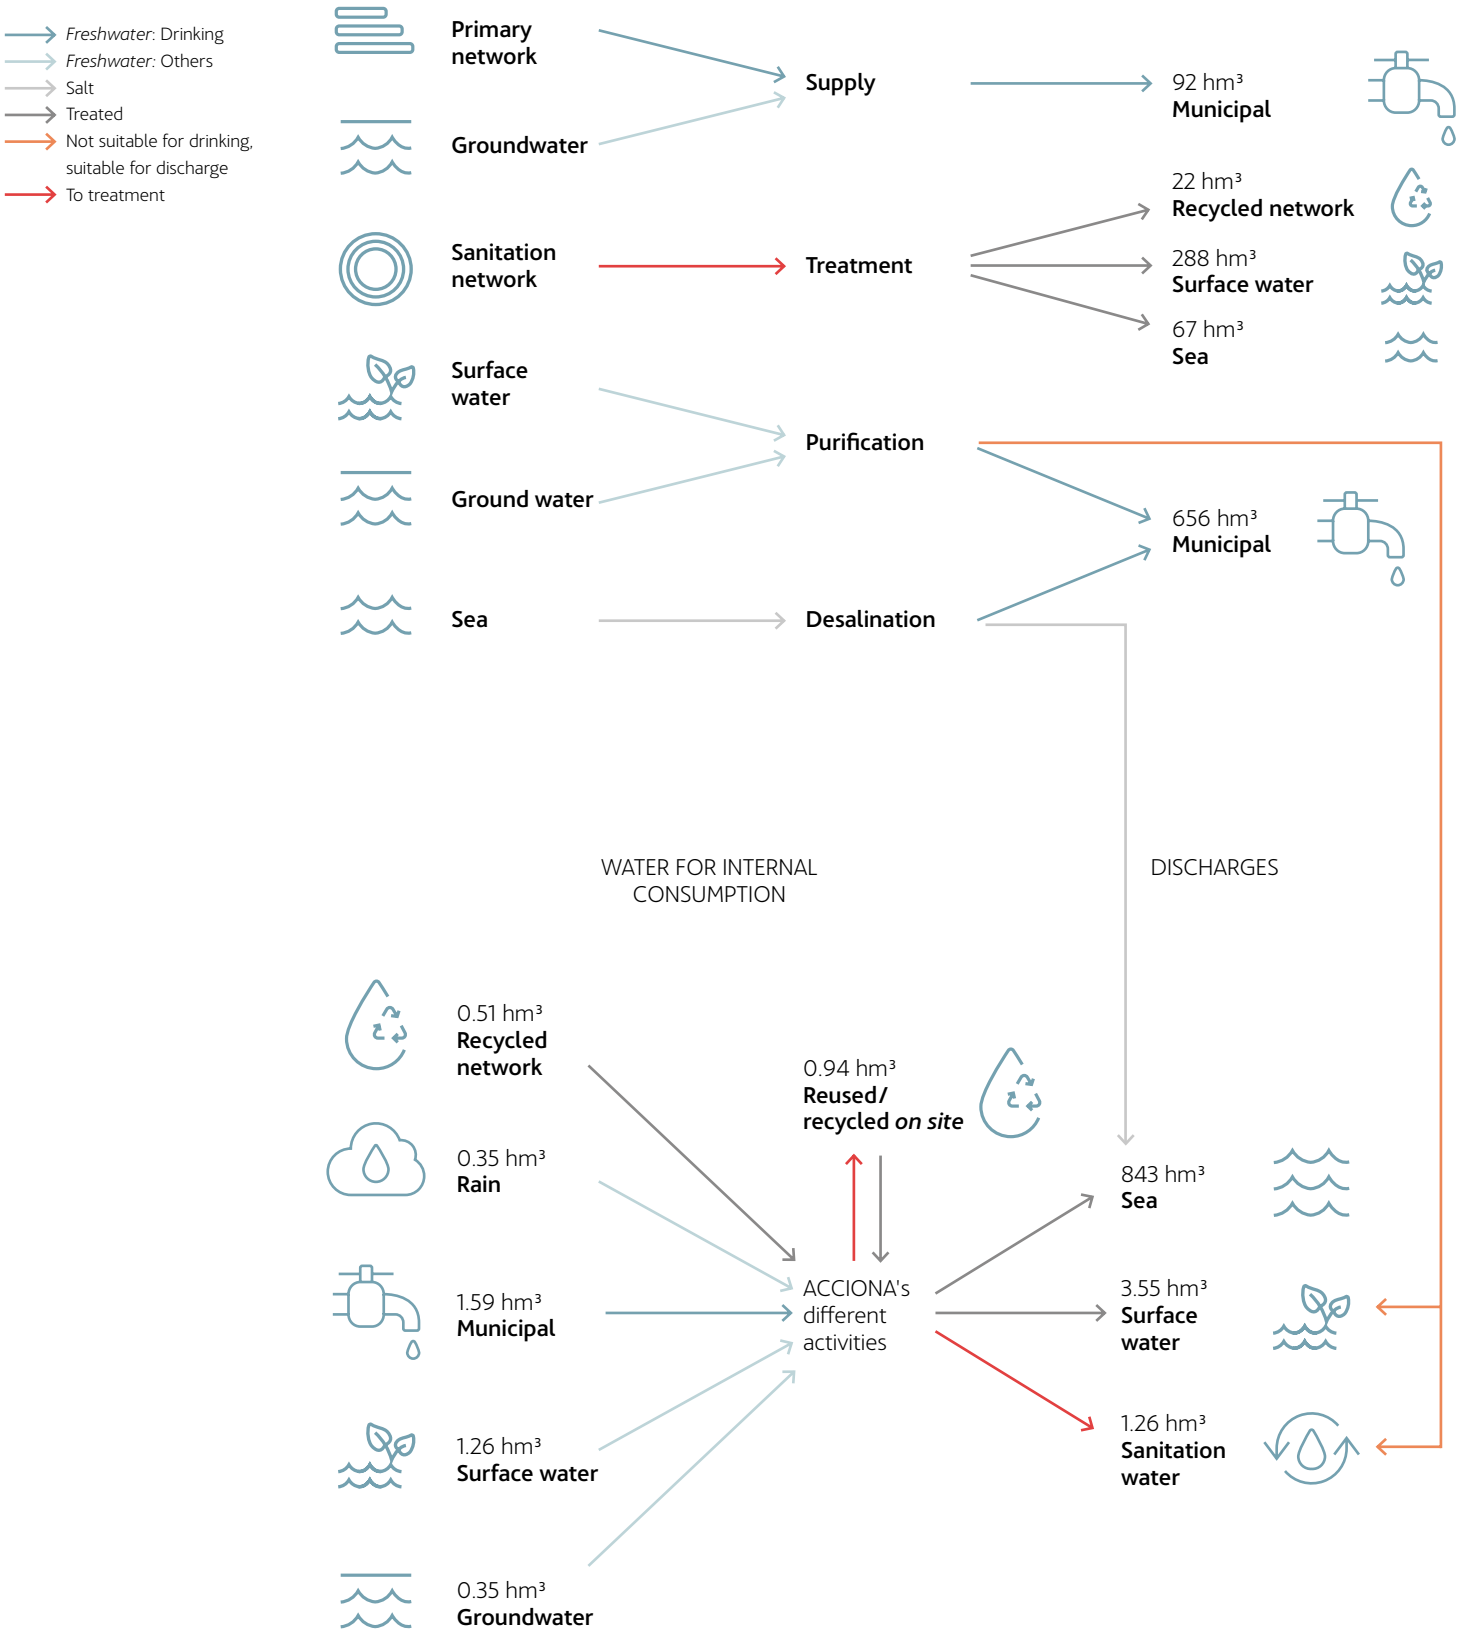 Freshwater: Drinking
Freshwater: Others
Salt
Treated
Not suitable for drinking,
suitable for discharge
To treatment
Primary
network
Groundwater
Supply
92 hm³
Municipal
Sanitation
network
Treatment
22 hm³
Recycled network
288 hm³
Surface water
67 hm³
Sea
Surface
water
Ground water
Purification
656 hm³
Municipal
Sea
Desalination
WATER FOR INTERNAL
CONSUMPTION
DISCHARGES
0.51 hm³
Recycled
network
0.35 hm³
Rain
1.59 hm³
Municipal
1.26 hm³
Surface water
0.35 hm³
Groundwater
0.94 hm³
Reused/
recycled on site
ACCIONA's
different
activities
843 hm³
Sea
3.55 hm³
Surface
water
1.26 hm³
Sanitation
water